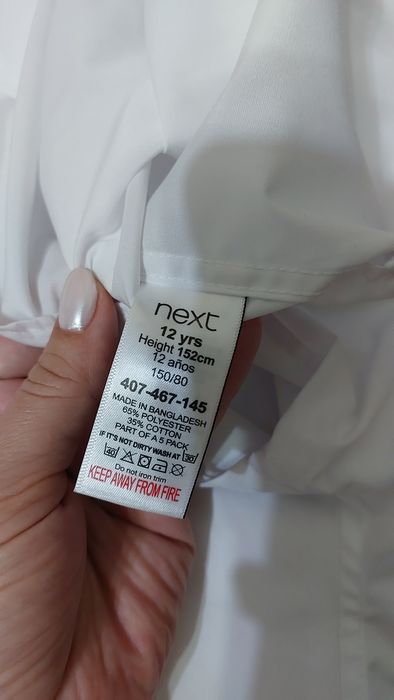 next
12 yrs
Height 152cm
12 años
150/80
407-467-145
MADE IN BANGLADESH
65% POLYESTER
35% COTTON
PART OF A 5 PACK
IF IT'S NOT DIRTY WASH AT 30
40
Do not iron trim
KEEP AWAY FROM FIRE